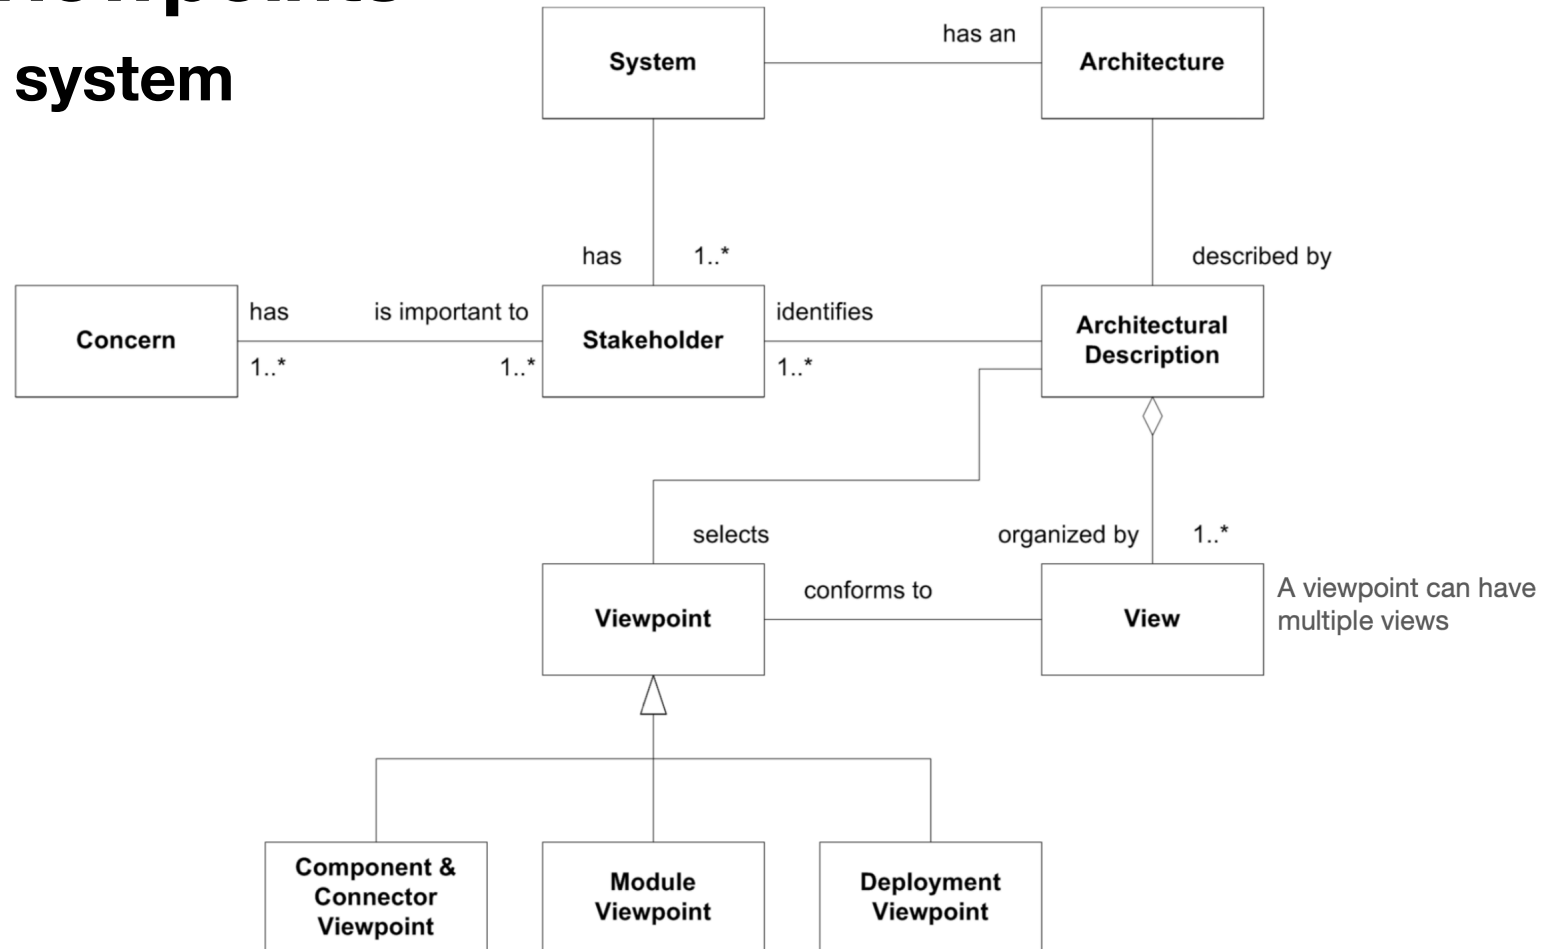 system
System
has an
Architecture
has
1..*
described by
Concern
has
is important to
1..*
1..*
Stakeholder
identifies
1..*
Architectural
Description
selects
organized by
1..*
Viewpoint
conforms to
View
A viewpoint can have
multiple views
Component &
Connector
Viewpoint
Module
Viewpoint
Deployment
Viewpoint